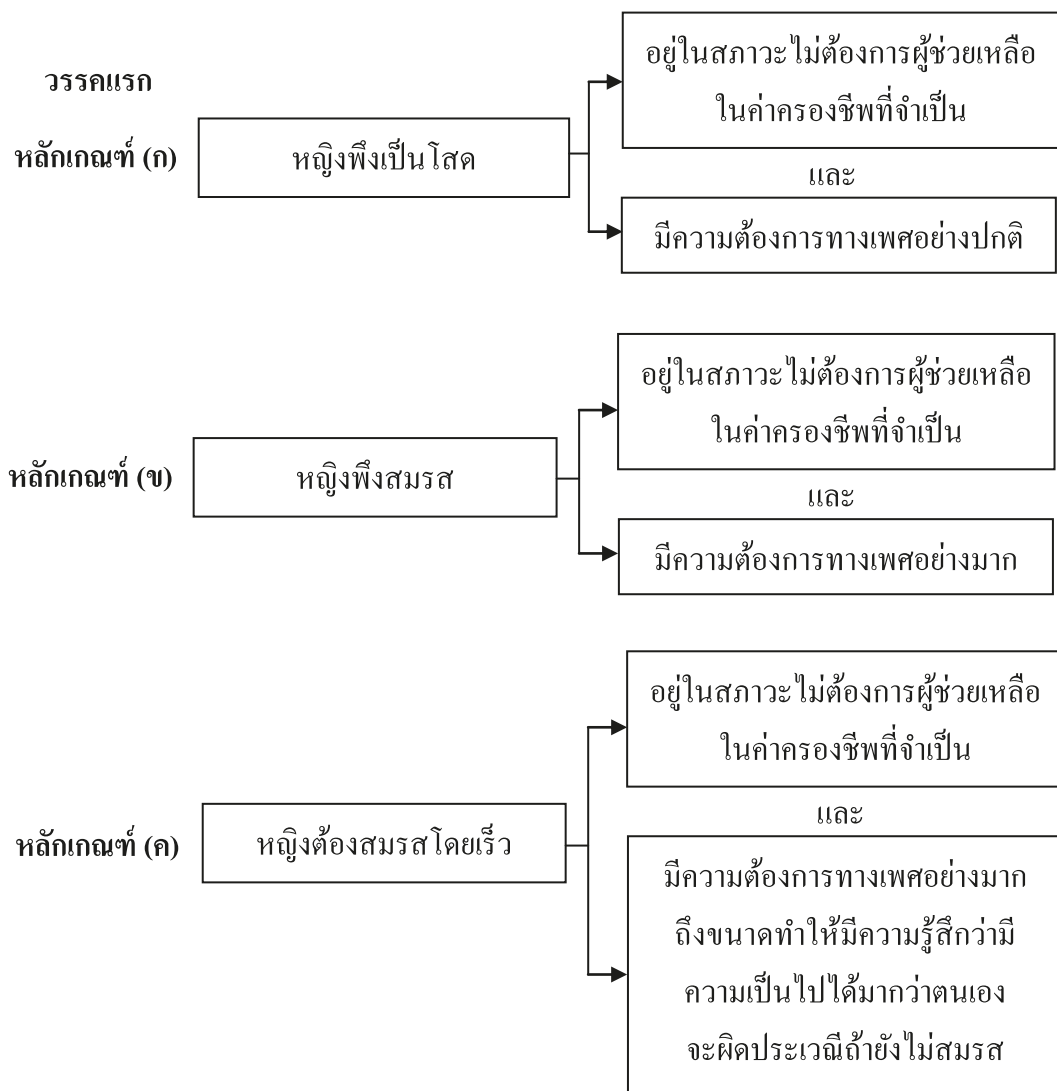 วรรคแรก
หลักเกณฑ์ (ก)
หญิงพึงเป็นโสด
อยู่ในสภาวะไม่ต้องการผู้ช่วยเหลือ
ในค่าครองชีพที่จำเป็น
และ
มีความต้องการทางเพศอย่างปกติ
หลักเกณฑ์ (ข)
หญิงพึงสมรส
อยู่ในสภาวะไม่ต้องการผู้ช่วยเหลือ
ในค่าครองชีพที่จำเป็น
และ
มีความต้องการทางเพศอย่างมาก
หลักเกณฑ์ (ค)
หญิงต้องสมรสโดยเร็ว
อยู่ในสภาวะไม่ต้องการผู้ช่วยเหลือ
ในค่าครองชีพที่จำเป็น
และ
มีความต้องการทางเพศอย่างมาก
ถึงขนาดทำให้มีความรู้สึกว่ามี
ความเป็นไปได้มากว่าตนเอง
จะผิดประเวณีถ้ายังไม่สมรส